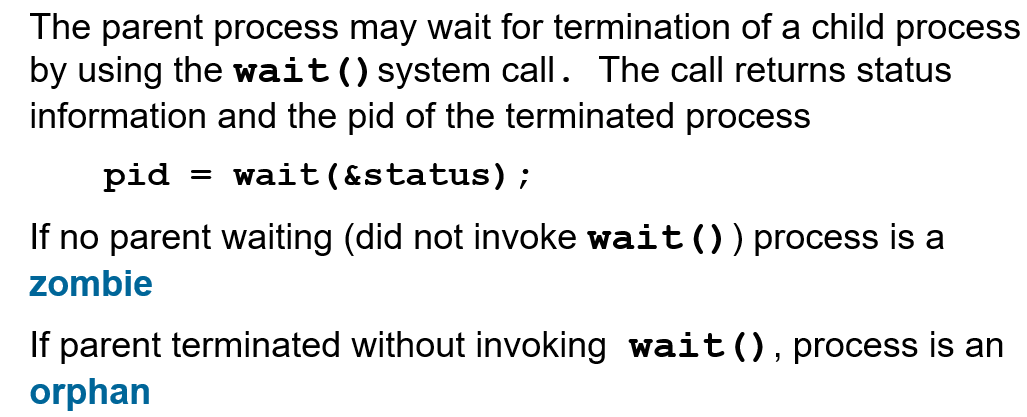 The parent process may wait for termination of a child process
by using the wait() system call. The call returns status
information and the pid of the terminated process
pid = wait(&status);
If no parent waiting (did not invoke wait()) process is a
zombie
If parent terminated without invoking wait(), process is an
orphan